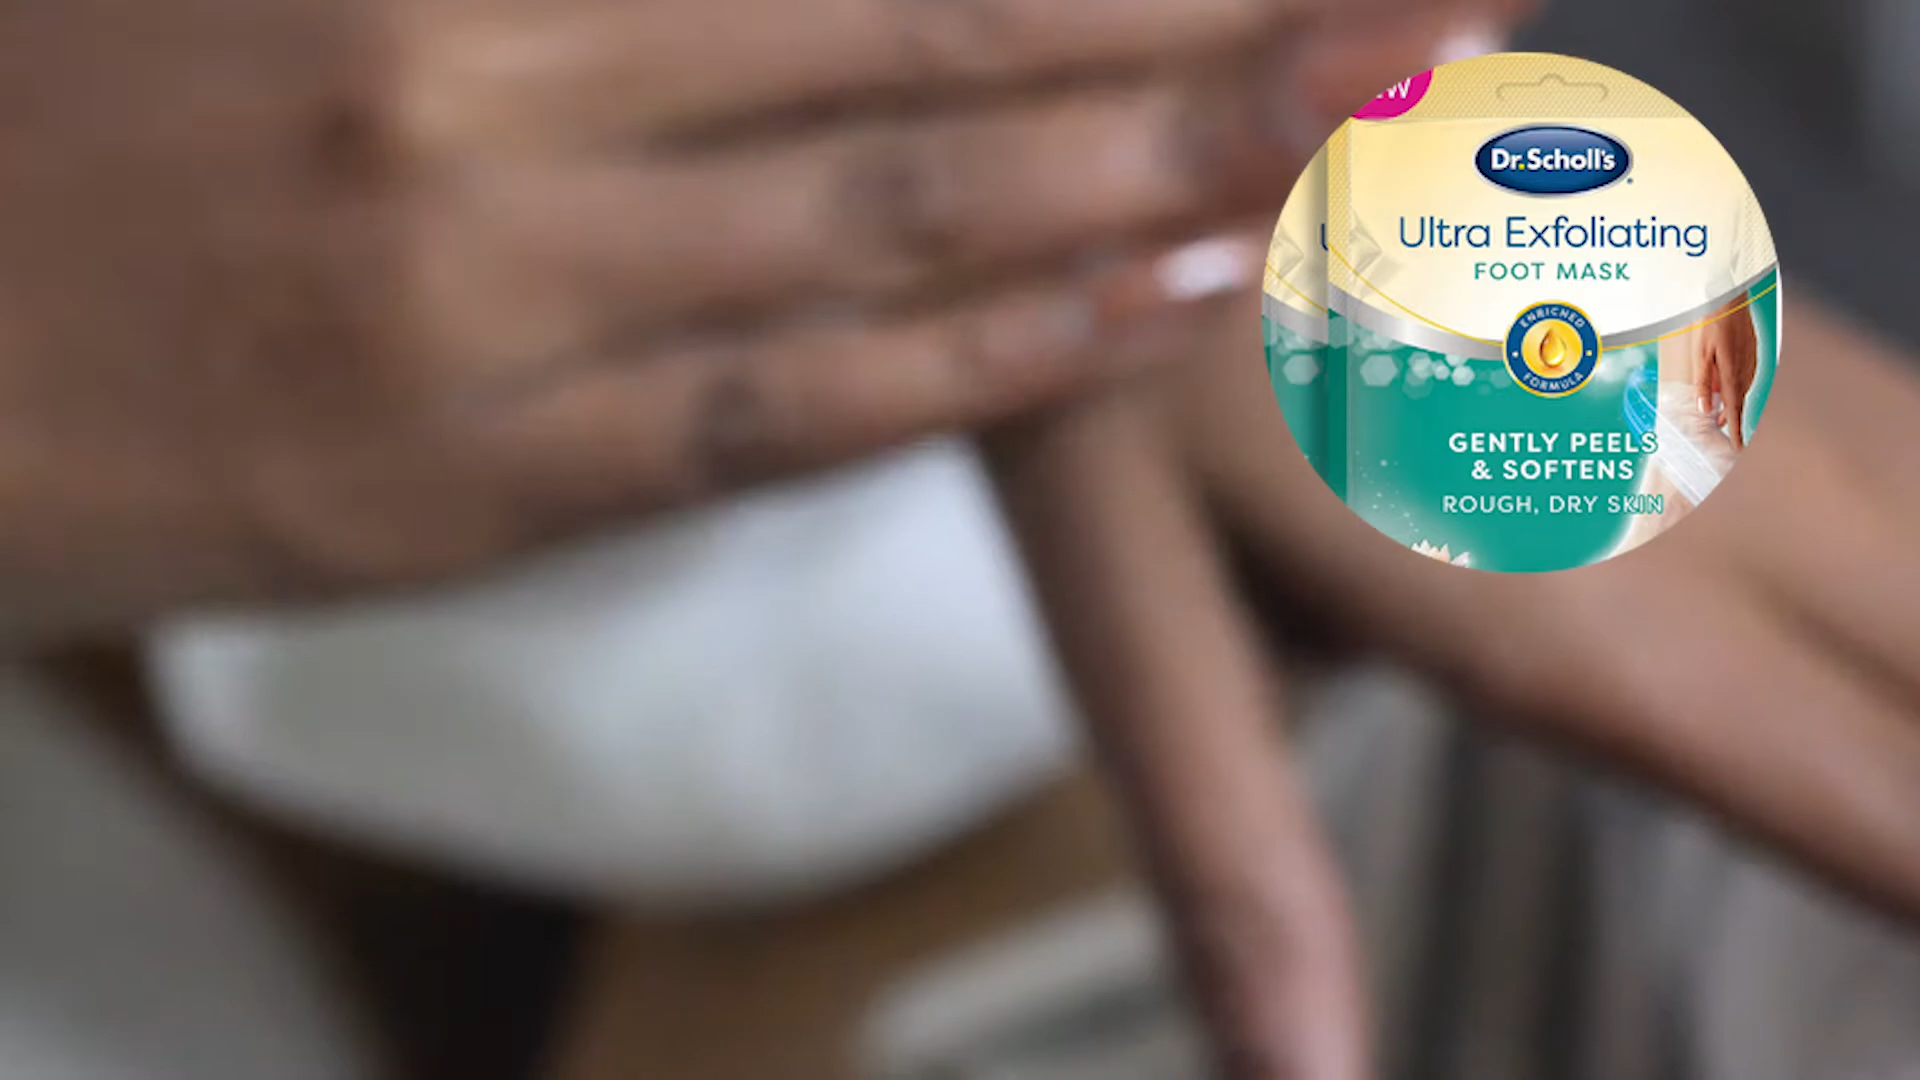 Dr.Scholl's
Ultra Exfoliating
FOOT MASK
ENRICHED
FORMULA
GENTLY PEELS
& SOFTENS
ROUGH, DRY SKIN